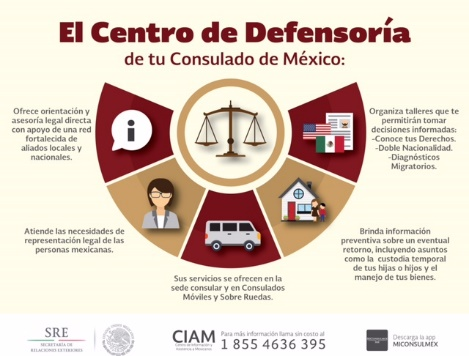 El Centro de Defensoría
de tu Consulado de México:
Ofrece orientación y
asesoría legal directa
con apoyo de una red
fortalecida de
aliados locales y
nacionales.
Organiza talleres que te
permitirán tomar
decisiones informadas:
-Conoce tus Derechos.
-Doble Nacionalidad.
-Diagnósticos
Migratorios.
Atiende las necesidades de
representación legal de las
personas mexicanas.
Brinda información
preventiva sobre un eventual
retorno, incluyendo asuntos
como la custodia temporal
de tus hijas o hijos y el
manejo de tus bienes.
Sus servicios se ofrecen en la
sede consular y en Consulados
Móviles y Sobre Ruedas.
SRE
SECRETARÍA DE
RELACIONES EXTERIORES
CIAM
Centro de Información y
Asistencia a Mexicanos
Para más información llama sin costo al
1 855 4636 395
Descarga la app
MICONSULMEX